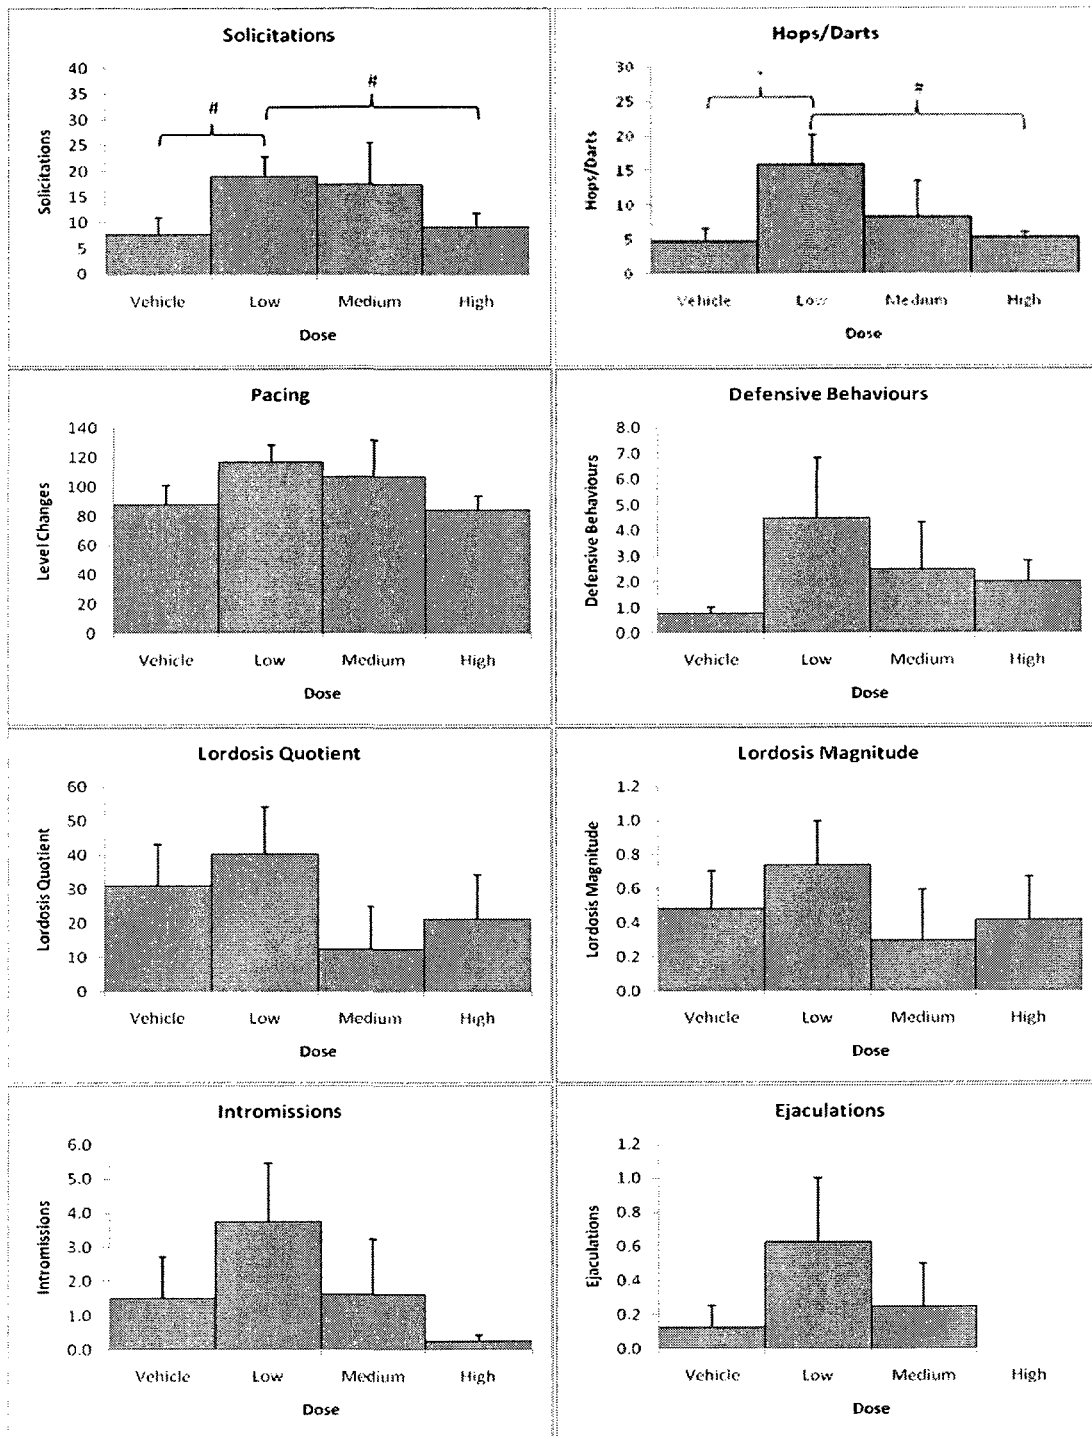 Solicitations
40
35
30
25
20
15
10
5
0
Solicitations
#
#
Vehicle Low Medium High
Dose
Hops/Darts
30
25
20
15
10
5
0
Hops/Darts
*
#
Vehicle Low Medium High
Dose
Pacing
140
120
100
80
60
40
20
0
Level Changes
Vehicle Low Medium High
Dose
Defensive Behaviours
8.0
7.0
6.0
5.0
4.0
3.0
2.0
1.0
0.0
Defensive Behaviours
Vehicle Low Medium High
Dose
Lordosis Quotient
60
50
40
30
20
10
0
Lordosis Quotient
Vehicle Low Medium High
Dose
Lordosis Magnitude
1.2
1.0
0.8
0.6
0.4
0.2
0.0
Lordosis Magnitude
Vehicle Low Medium High
Dose
Intromissions
6.0
5.0
4.0
3.0
2.0
1.0
0.0
Intromissions
Vehicle Low Medium High
Dose
Ejaculations
1.2
1.0
0.8
0.6
0.4
0.2
0.0
Ejaculations
Vehicle Low Medium High
Dose